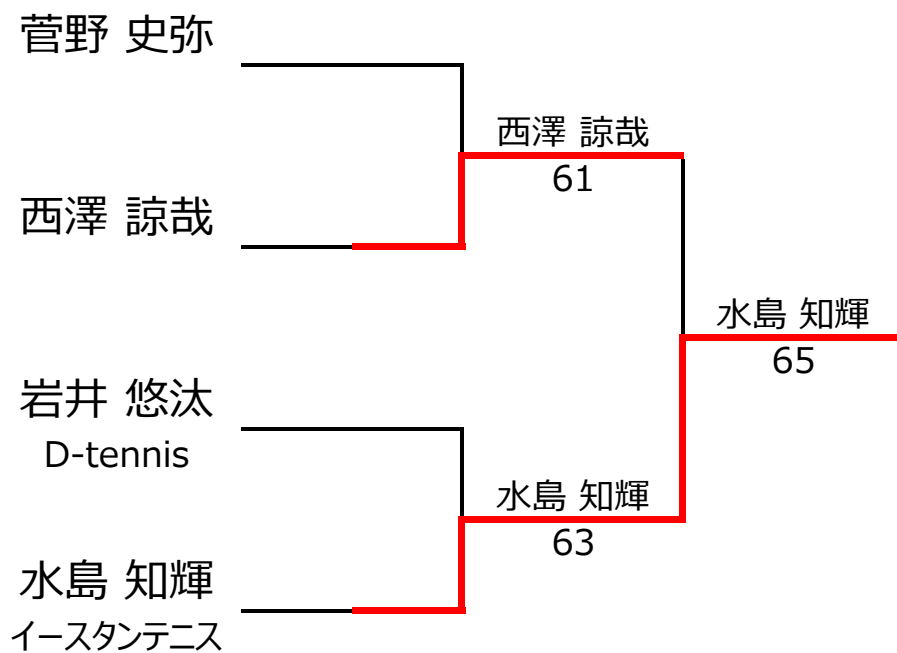 菅野 史弥
西澤 諒哉
61
西澤 諒哉
水島 知輝
65
岩井 悠汰
D-tennis
水島 知輝
63
水島 知輝
イースタンテニス